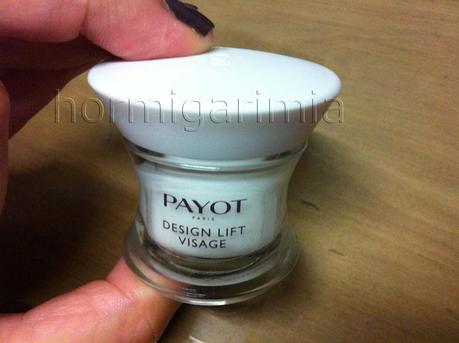 hormigarimia
PAYOT
PARIS
DESIGN LIFT
VISAGE